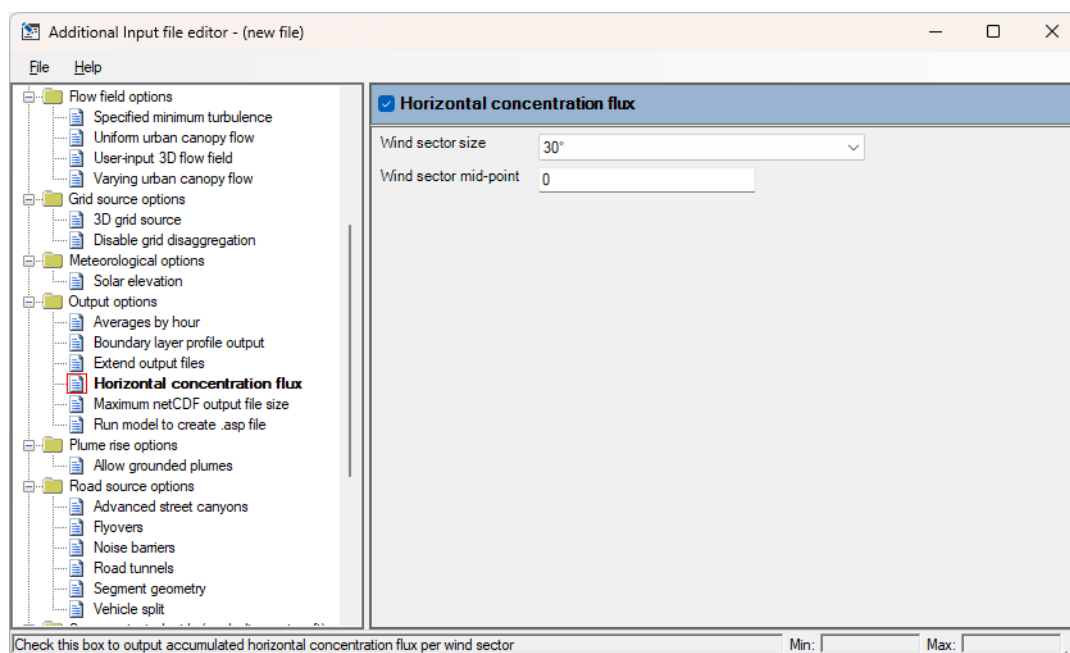 Additional Input file editor - (new file)
File Help
Flow field options
Specified minimum turbulence
Uniform urban canopy flow
User-input 3D flow field
Varying urban canopy flow
Grid source options
3D grid source
Disable grid disaggregation
Meteorological options
Solar elevation
Output options
Averages by hour
Boundary layer profile output
Extend output files
Horizontal concentration flux
Maximum netCDF output file size
Run model to create .asp file
Plume rise options
Allow grounded plumes
Road source options
Advanced street canyons
Flyovers
Noise barriers
Road tunnels
Segment geometry
Vehicle split
Horizontal concentration flux
Wind sector size 30°
Wind sector mid-point 0
Check this box to output accumulated horizontal concentration flux per wind sector Min: Max: